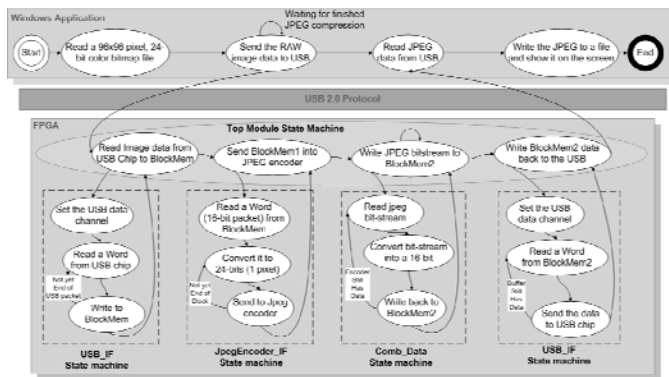 Windows Application
Waiting for finished
JPEG compression
Start
Read a 96x96 pixel, 24-
bit color bitmap file
Send the RAW
image data to USB
Read JPEG
data from USB
Write the JPEG to a file
and show it on the screen
End
USB 2.0 Protocol
FPGA
Top Module State Machine
Read Image data from
USB Chip to BlockMem
Send BlockMem1 into
JPEG encoder
Write JPEG bitstream to
BlockMem2
Write BlockMem2 data
back to the USB
Set the USB data
channel
Read a Word
from USB chip
Not yet
End of
USB packet
Write to
BlockMem
USB_IF
State machine
Read a Word
(16-bit packet) from
BlockMem
Convert it to
24-bits (1 pixel)
Not yet
End of
Block
Send to Jpeg
encoder
JpegEncoder_IF
State machine
Read jpeg
bit-stream
Convert bit-stream
into a 16 bit
Encoder
Still
Has
Data
Write back to
BlockMem2
Comb_Data
State machine
Set the USB data
channel
Read a Word
from BlockMem2
Buffer
Still
Has
Data
Send the data
to USB chip
USB_IF
State machine